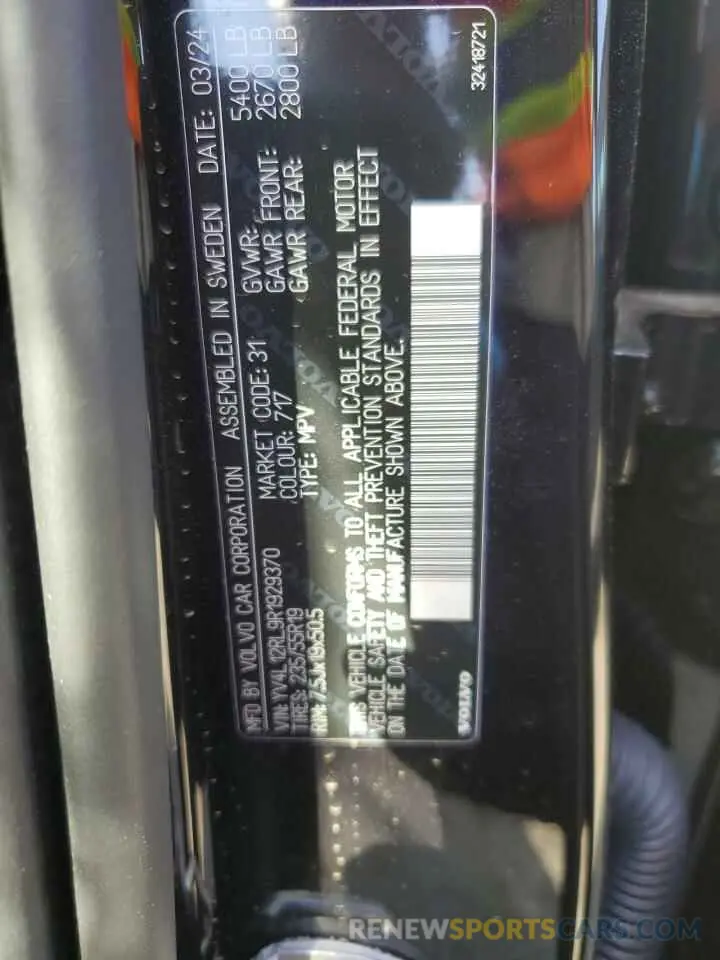 MFD BY VOLVO CAR CORPORATION ASSEMBLED IN SWEDEN DATE: 03/24
VIN: YV4L12RL9R1929370 MARKET CODE: 31 GVWR: 5400 LB
TIRES: 235/55R19 COLOUR: 717 GAWR FRONT: 2670 LB
RIM: 7.5Jx19x50.5 TYPE: MPV GAWR REAR: 2800 LB
THIS VEHICLE CONFORMS TO ALL APPLICABLE FEDERAL MOTOR
VEHICLE SAFETY AND THEFT PREVENTION STANDARDS IN EFFECT
ON THE DATE OF MANUFACTURE SHOWN ABOVE.
VOLVO 32418721
RENEWSPORTSCARS.COM